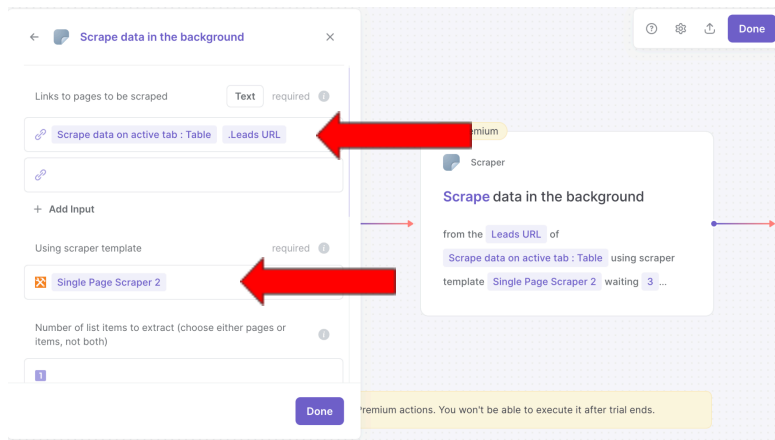 Scrape data in the background
Done
Links to pages to be scraped Text required
Scrape data on active tab : Table .Leads URL
+ Add Input
Using scraper template required
Single Page Scraper 2
Number of list items to extract (choose either pages or
items, not both)
1
Done
Scraper
Scrape data in the background
from the Leads URL of
Scrape data on active tab : Table using scraper
template Single Page Scraper 2 waiting 3 ...
Premium actions. You won't be able to execute it after trial ends.